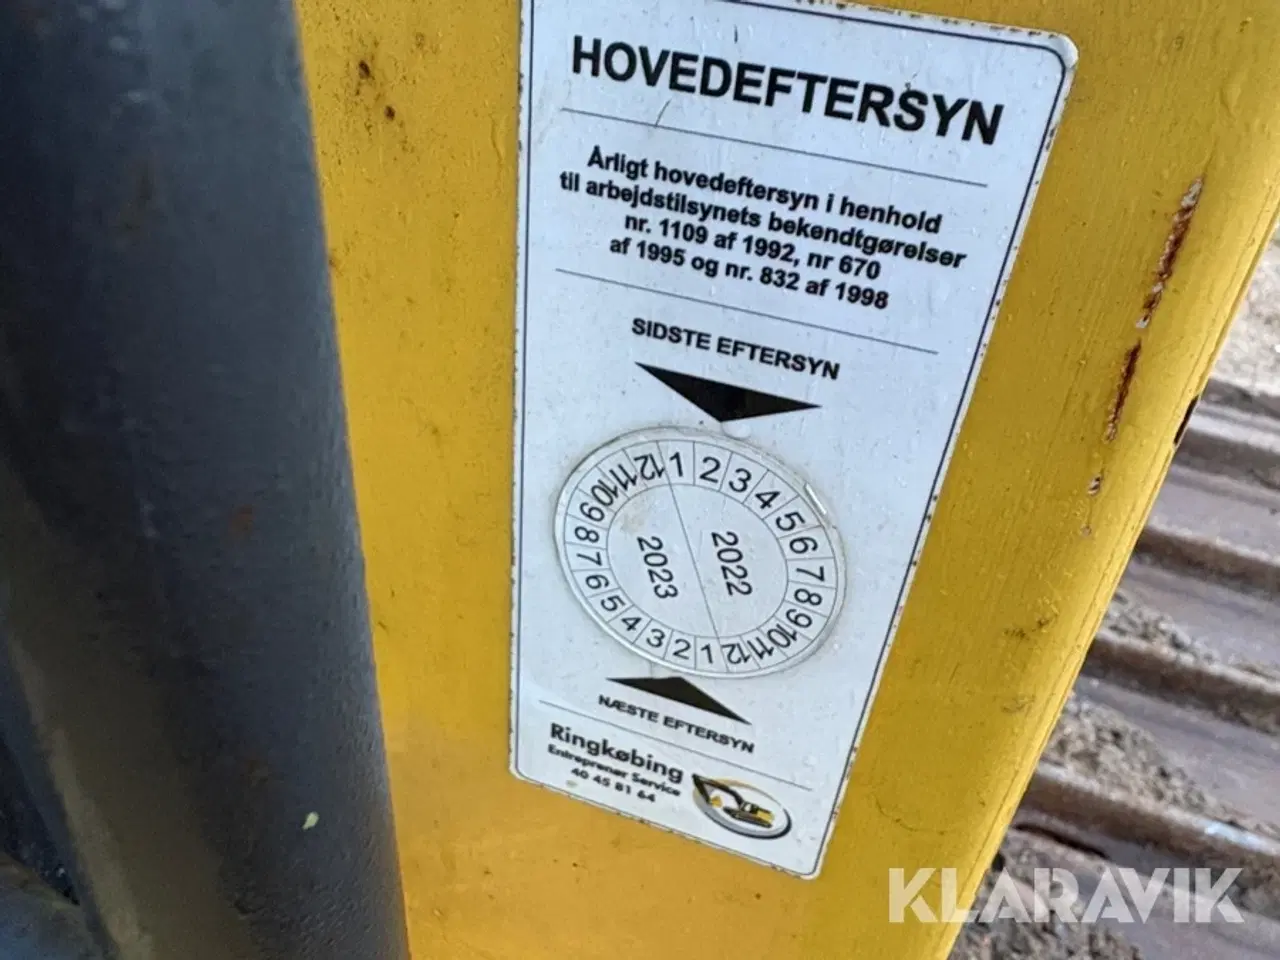 HOVEDEFTERSYN
Årligt hovedeftersyn i henhold
til arbejdstilsynets bekendtgørelser
nr. 1109 af 1992, nr 670
af 1995 og nr. 832 af 1998
SIDSTE EFTERSYN
1 2 3 4 5 6 7 8 9 10 11 12
2022
2023
1 2 3 4 5 6 7 8 9 10 11 12
NÆSTE EFTERSYN
Ringkøbing
Entreprenør Service
40 45 81 64
KLARAVIK